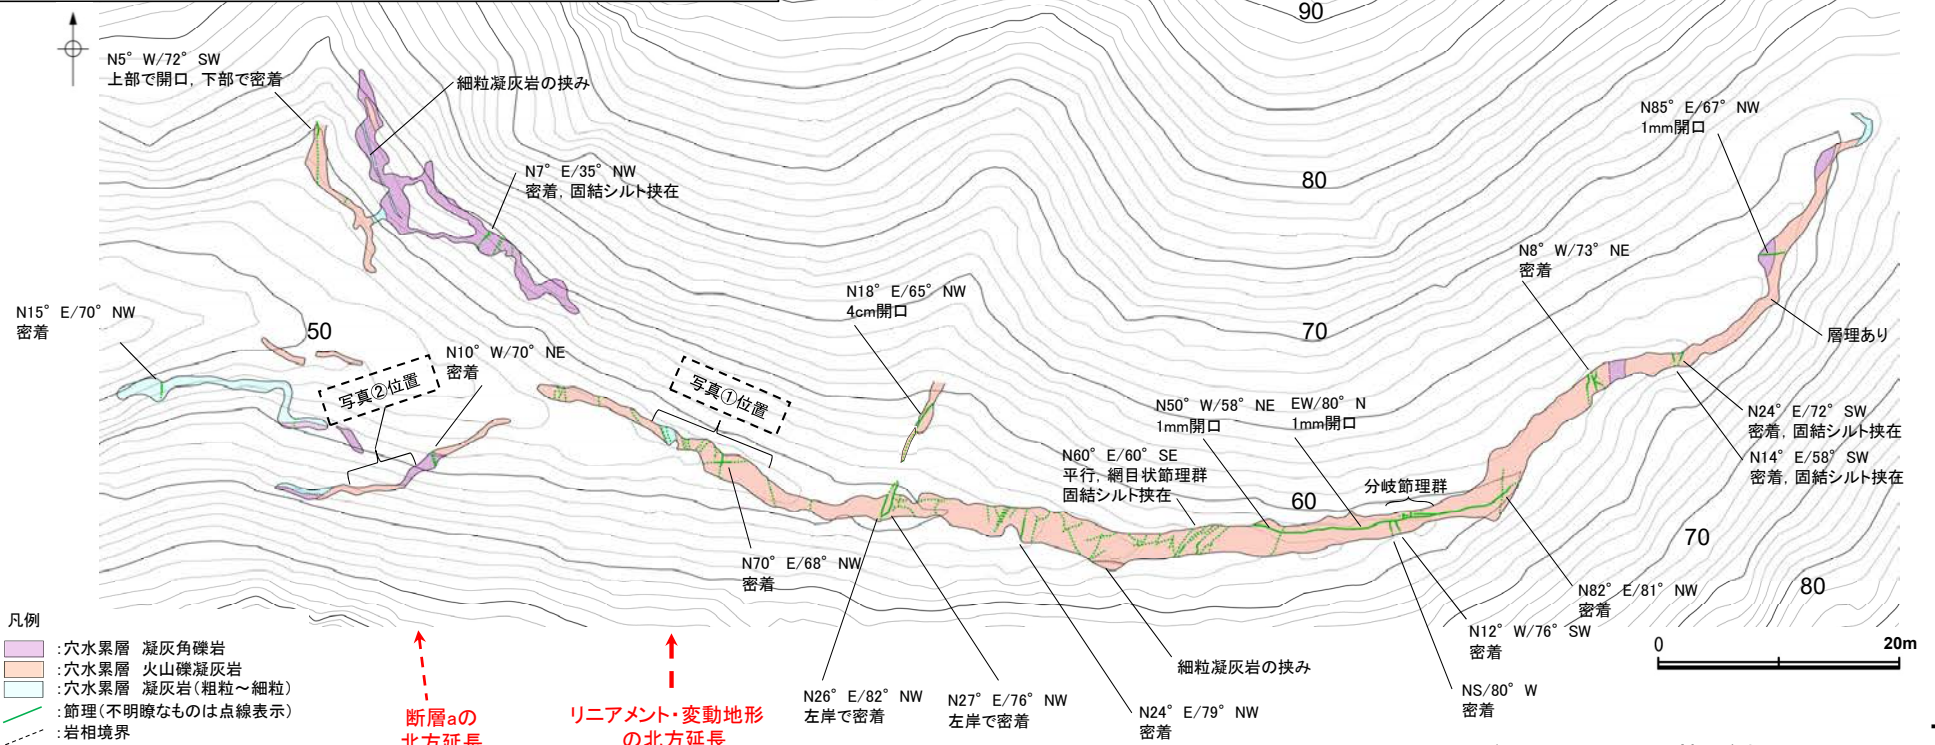 90
N5° W/72° SW
上部で開口, 下部で密着
細粒凝灰岩の挟み
N85° E/67° NW
1mm開口
N7° E/35° NW
密着, 固結シルト挟在
80
N8° W/73° NE
密着
N15° E/70° NW
密着
50
N18° E/65° NW
4cm開口
70
層理あり
N10° W/70° NE
密着
写真②位置
写真①位置
N50° W/58° NE
1mm開口
EW/80° N
1mm開口
N24° E/72° SW
密着, 固結シルト挟在
N14° E/58° SW
密着, 固結シルト挟在
N60° E/60° SE
平行, 網目状節理群
固結シルト挟在
分岐節理群
60
70
80
N70° E/68° NW
密着
N82° E/81° NW
密着
N12° W/76° SW
密着
細粒凝灰岩の挟み
NS/80° W
密着
N26° E/82° NW
左岸で密着
N27° E/76° NW
左岸で密着
N24° E/79° NW
密着
0
20m
凡例
:穴水累層 凝灰角礫岩
:穴水累層 火山礫凝灰岩
:穴水累層 凝灰岩(粗粒~細粒)
:節理(不明瞭なものは点線表示)
:岩相境界
断層aの
北方延長
リニアメント・変動地形
の北方延長